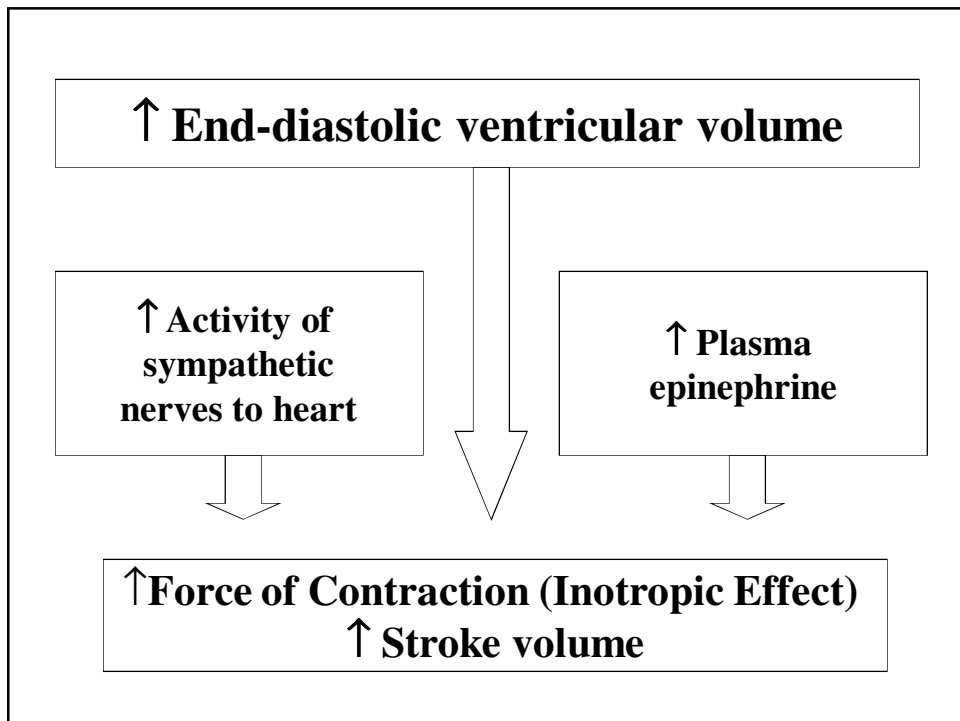 ↑ End-diastolic ventricular volume
↑ Activity of
sympathetic
nerves to heart
↑ Plasma
epinephrine
↑Force of Contraction (Inotropic Effect)
↑ Stroke volume